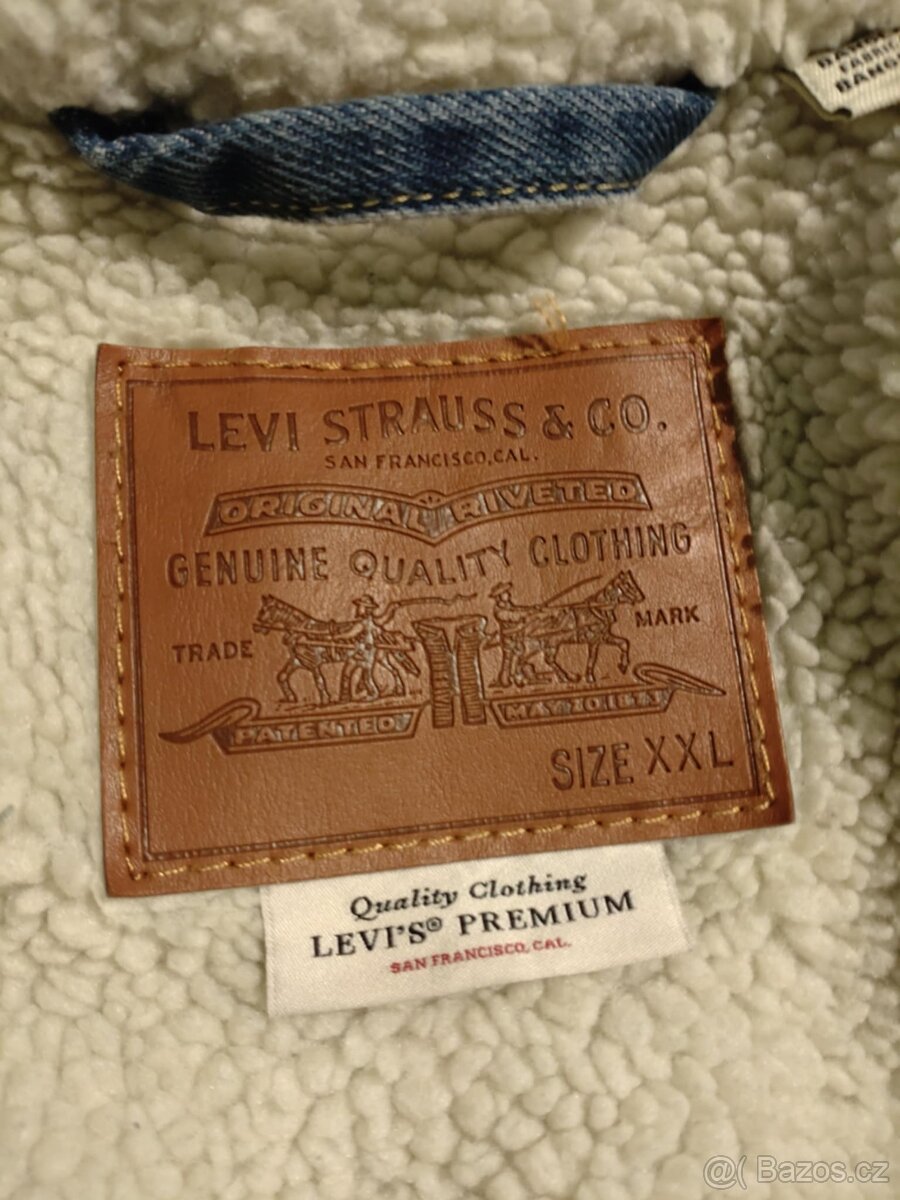 LEVI STRAUSS & CO.
SAN FRANCISCO, CAL.
ORIGINAL RIVETED
GENUINE QUALITY CLOTHING
TRADE MARK
PATENTED MAY 20 1873
SIZE XXL
Quality Clothing
LEVI'S® PREMIUM
SAN FRANCISCO, CAL.
@( Bazos.cz